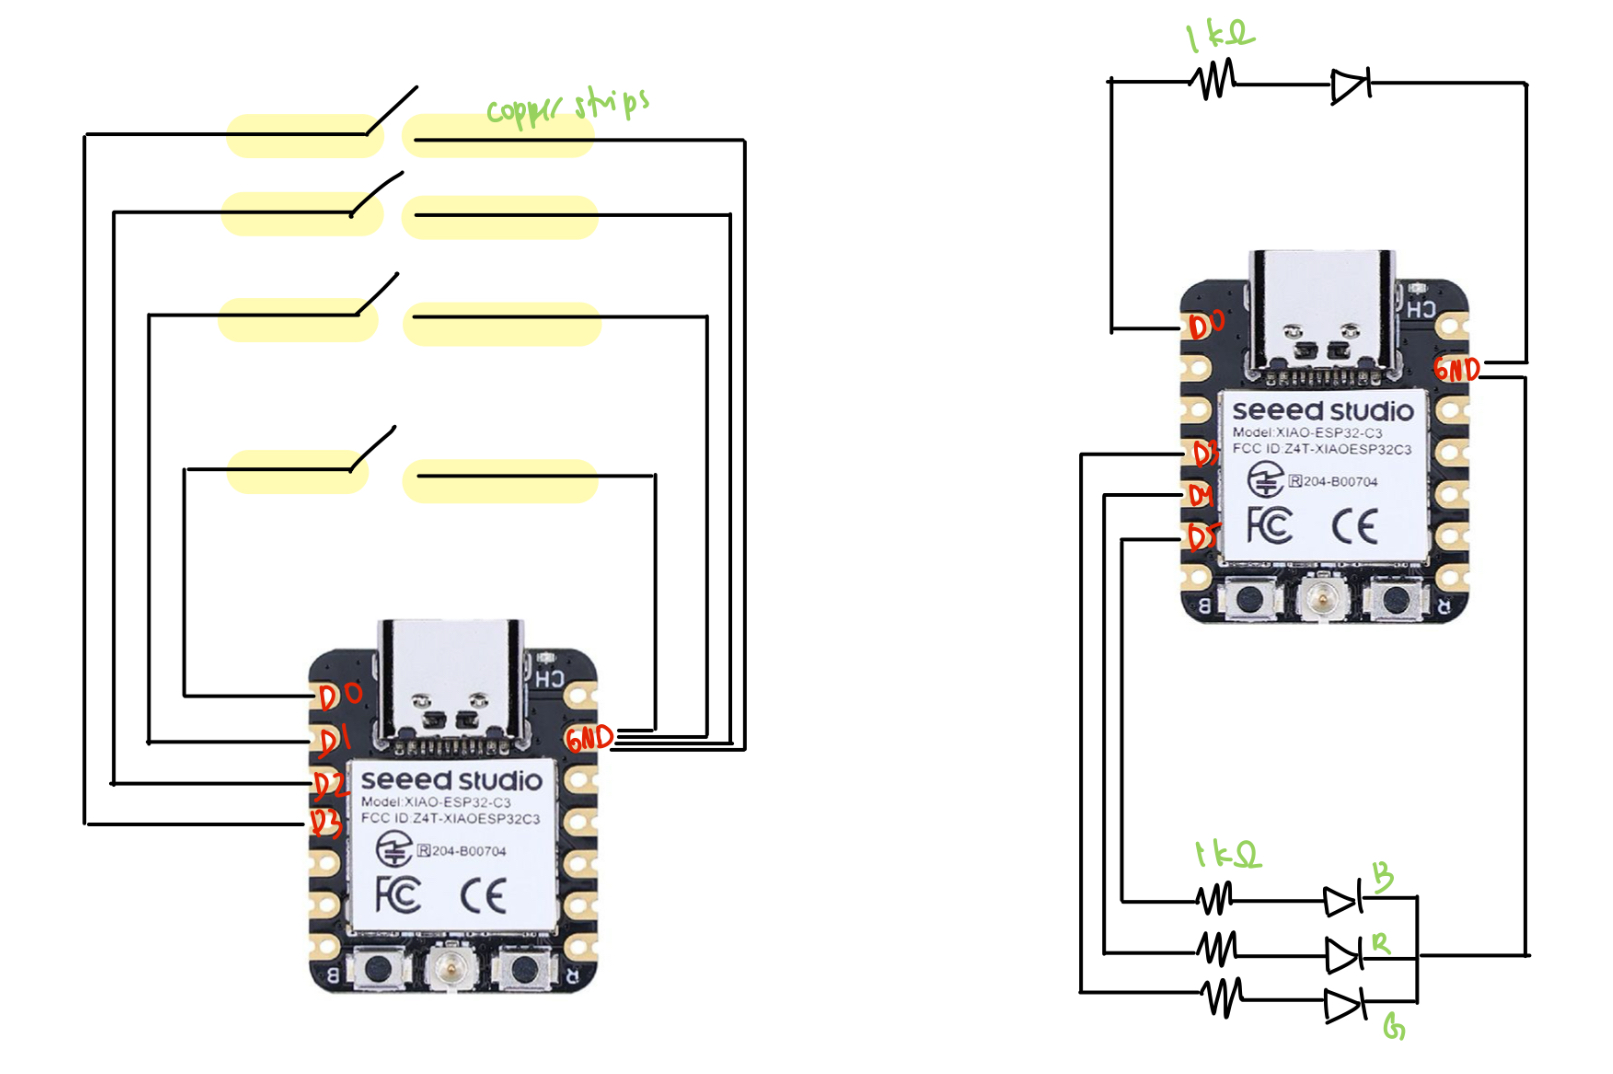 copper strips
CH
D0
D1
GND
D2
D3
seeed studio
Model:XIAO-ESP32-C3
FCC ID:Z4T-XIAOESP32C3
R 204-B00704
FC CE
B
R
1kΩ
CH
D0
GND
D3
D4
D5
seeed studio
Model:XIAO-ESP32-C3
FCC ID:Z4T-XIAOESP32C3
R 204-B00704
FC CE
B
R
1kΩ
B
R
G